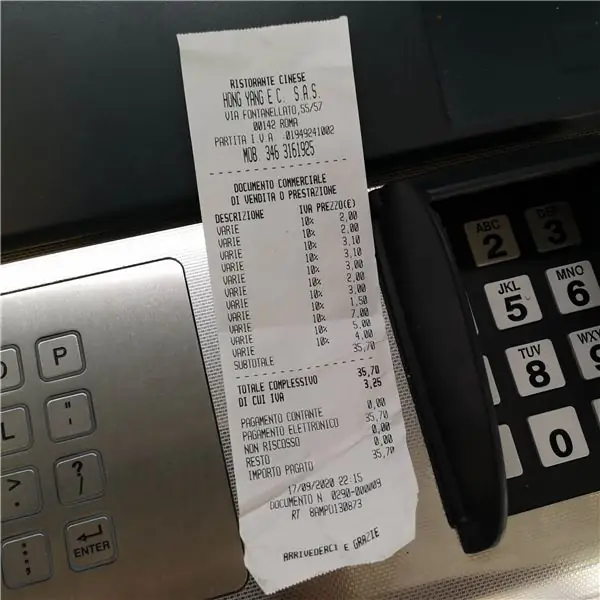 RISTORANTE CINESE
HONG YANG E C. S.A.S.
VIA FONTANELLATO,55/57
00142 ROMA
PARTITA I V A 01949241002
MOB. 346 3161925
DOCUMENTO COMMERCIALE
DI VENDITA O PRESTAZIONE
DESCRIZIONE IVA PREZZO(E)
VARIE 10% 2,00
VARIE 10% 2,00
VARIE 10% 3,10
VARIE 10% 3,10
VARIE 10% 3,00
VARIE 10% 2,00
VARIE 10% 3,00
VARIE 10% 1,50
VARIE 10% 7,00
VARIE 10% 5,00
VARIE 10% 4,00
SUBTOTALE 35,70
TOTALE COMPLESSIVO 35,70
DI CUI IVA 3,25
PAGAMENTO CONTANTE 0,00
PAGAMENTO ELETTRONICO 35,70
NON RISCOSSO 0,00
RESTO 0,00
IMPORTO PAGATO 35,70
17/09/2020 22:15
DOCUMENTO N. 0290-000009
RT 8AMPU130873
ARRIVEDERCI E GRAZIE
P
L
" '
> .
? /
: ;
ENTER
ABC
2
DEF
3
JKL
5
MNO
6
TUV
8
WXY
9
0